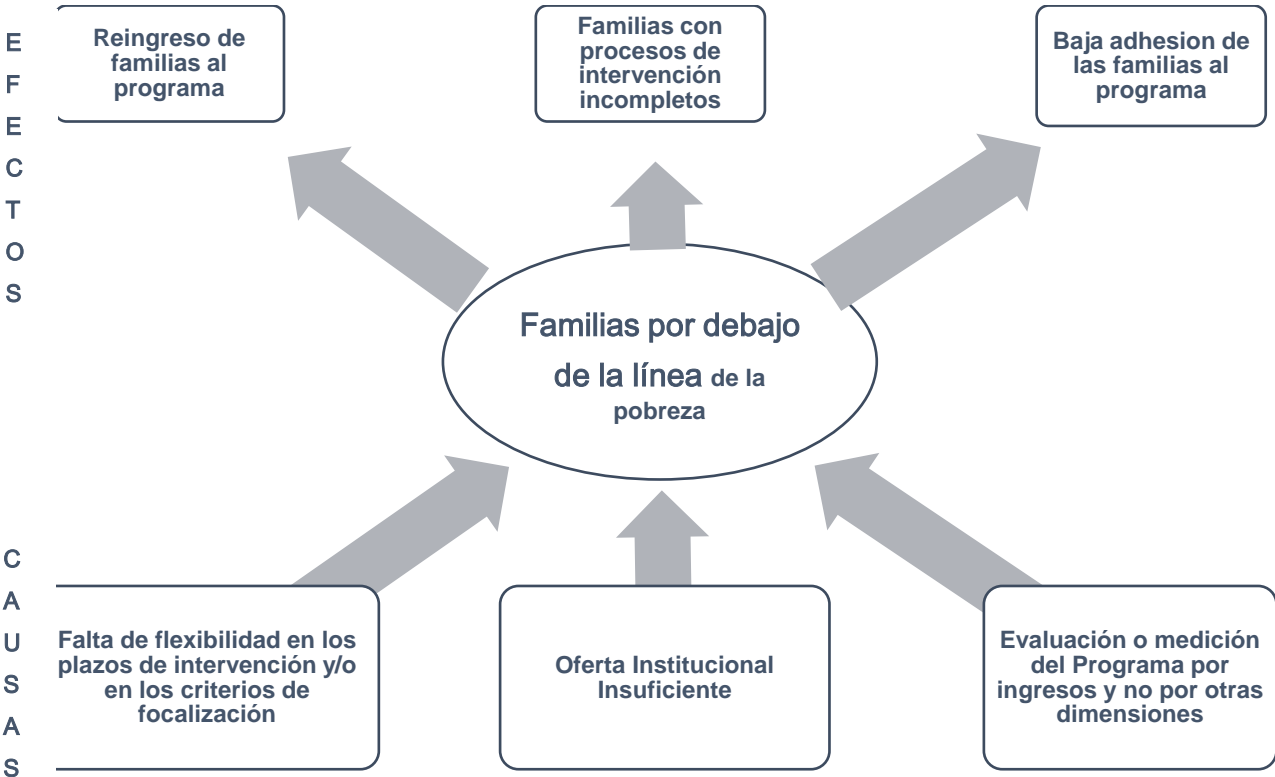 E
F
E
C
T
O
S
Reingreso de
familias al
programa
Familias con
procesos de
intervención
incompletos
Baja adhesion de
las familias al
programa
Familias por debajo
de la línea de la
pobreza
C
A
U
S
A
S
Falta de flexibilidad en los
plazos de intervención y/o
en los criterios de
focalización
Oferta Institucional
Insuficiente
Evaluación o medición
del Programa por
ingresos y no por otras
dimensiones